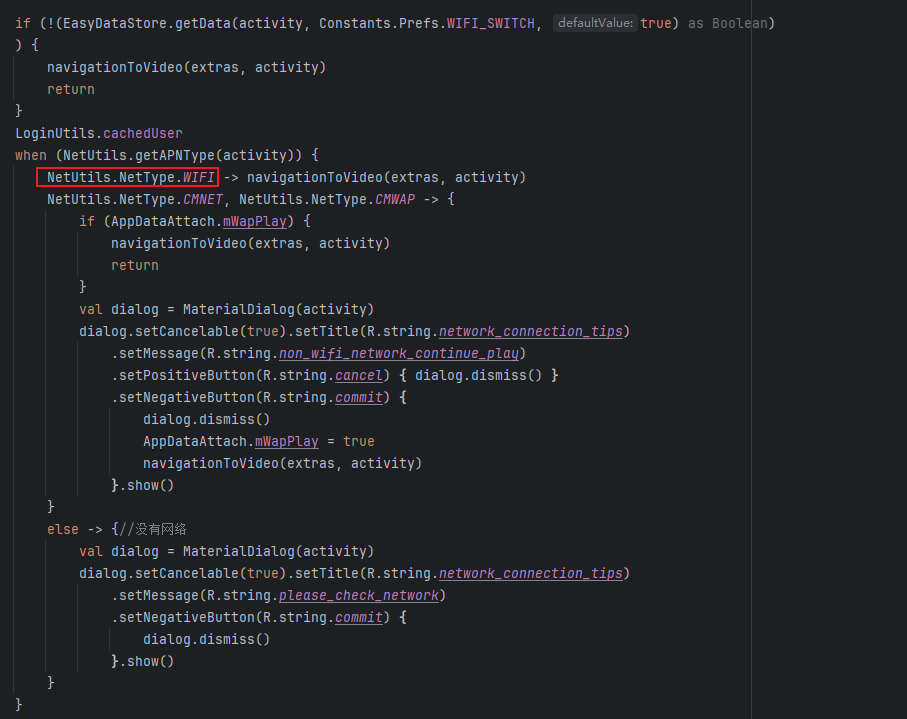 if (!(EasyDataStore.getData(activity, Constants.Prefs.WIFI_SWITCH, defaultValue: true) as Boolean)
) {
navigationToVideo(extras, activity)
return
}
LoginUtils.cachedUser
when (NetUtils.getAPNType(activity)) {
NetUtils.NetType.WIFI -> navigationToVideo(extras, activity)
NetUtils.NetType.CMNET, NetUtils.NetType.CMWAP -> {
if (AppDataAttach.mWapPlay) {
navigationToVideo(extras, activity)
return
}
val dialog = MaterialDialog(activity)
dialog.setCancelable(true).setTitle(R.string.network_connection_tips)
.setMessage(R.string.non_wifi_network_continue_play)
.setPositiveButton(R.string.cancel) { dialog.dismiss() }
.setNegativeButton(R.string.commit) {
dialog.dismiss()
AppDataAttach.mWapPlay = true
navigationToVideo(extras, activity)
}.show()
}
else -> {//没有网络
val dialog = MaterialDialog(activity)
dialog.setCancelable(true).setTitle(R.string.network_connection_tips)
.setMessage(R.string.please_check_network)
.setNegativeButton(R.string.commit) {
dialog.dismiss()
}.show()
}
}